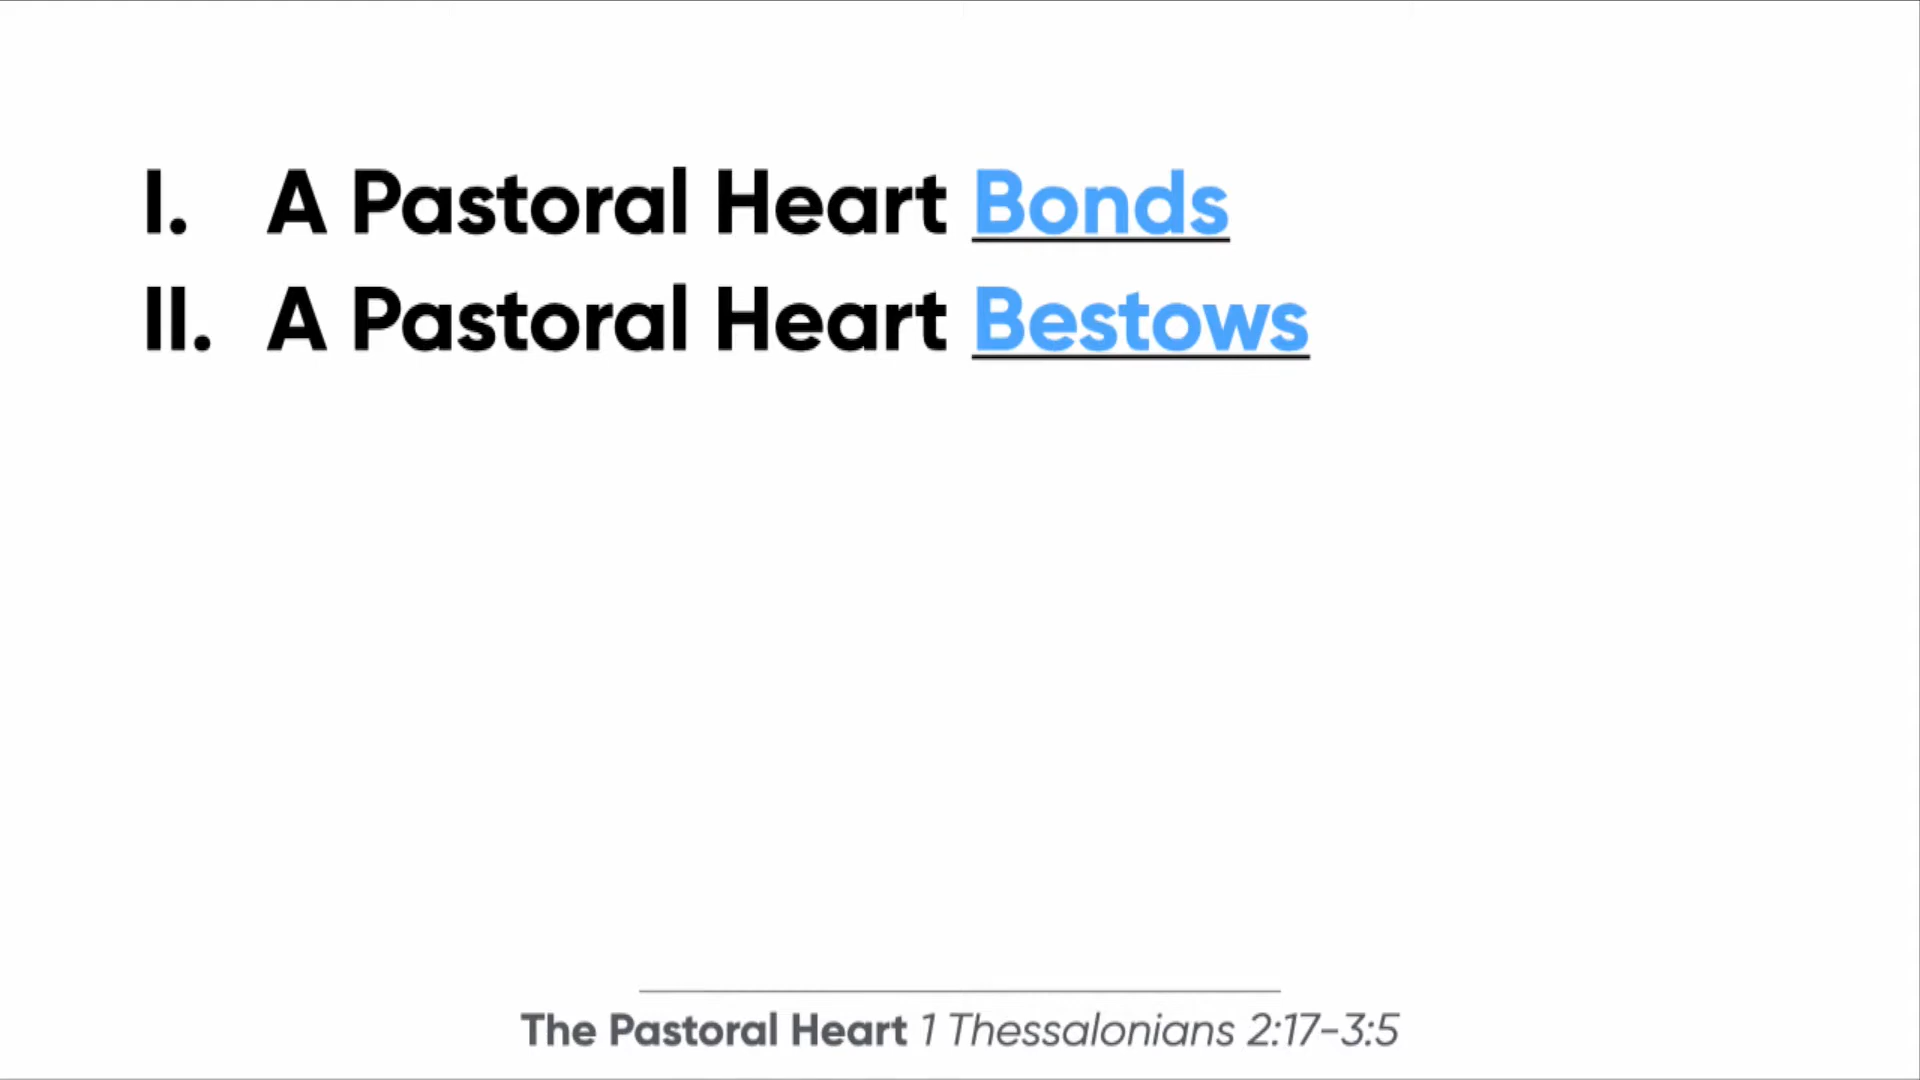 I. A Pastoral Heart Bonds
II. A Pastoral Heart Bestows
The Pastoral Heart 1 Thessalonians 2:17–3:5